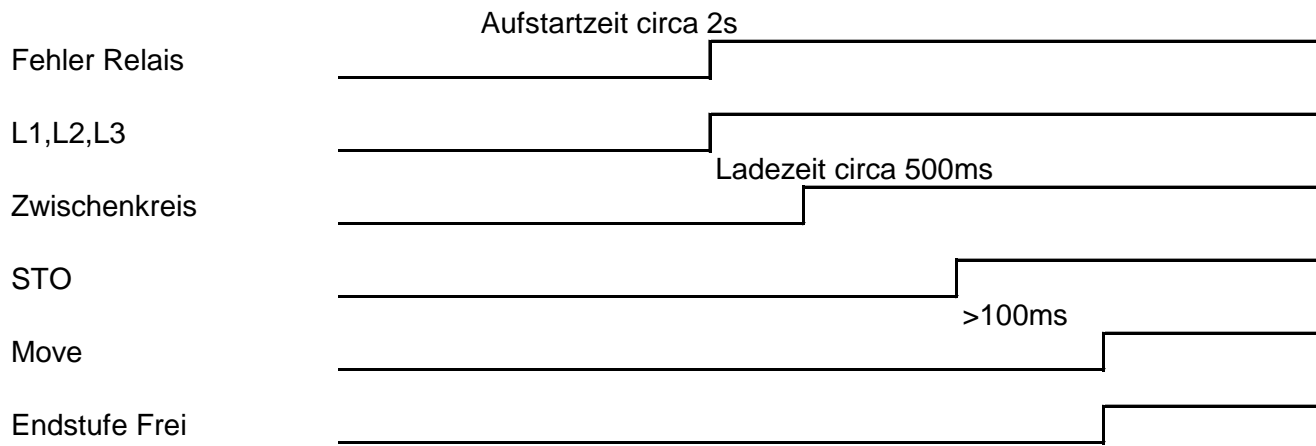 Aufstartzeit circa 2s
Fehler Relais
L1,L2,L3
Ladezeit circa 500ms
Zwischenkreis
STO
>100ms
Move
Endstufe Frei